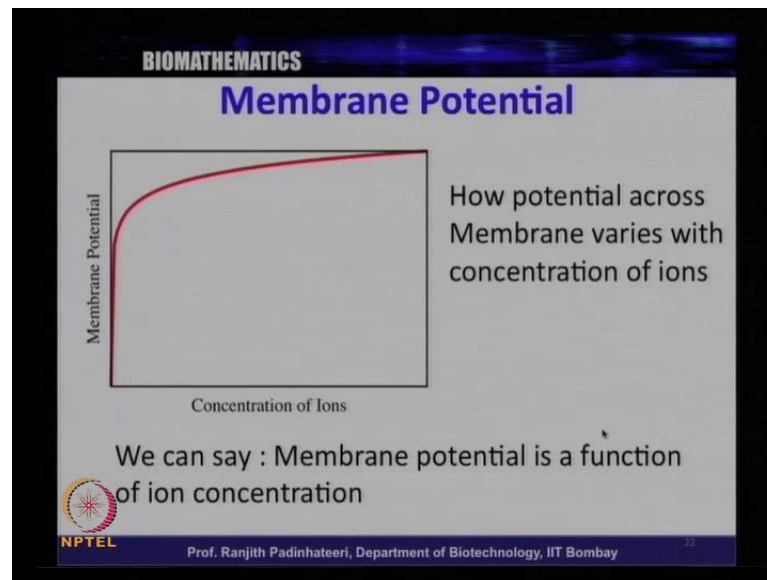 BIOMATHEMATICS
Membrane Potential
Membrane Potential
Concentration of Ions
How potential across
Membrane varies with
concentration of ions
We can say : Membrane potential is a function
of ion concentration
NPTEL
Prof. Ranjith Padinhateeri, Department of Biotechnology, IIT Bombay
22